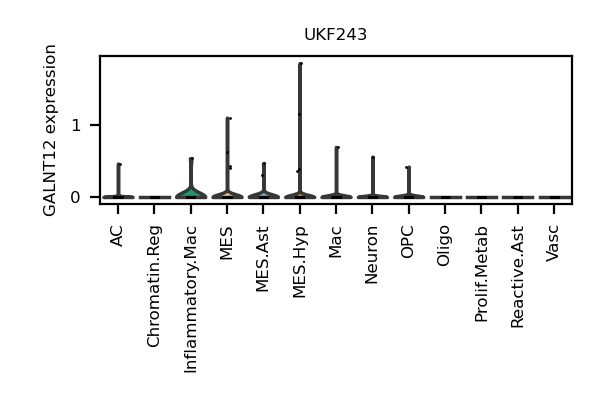 UKF243
GALNT12 expression
1
0
AC
Chromatin.Reg
Inflammatory.Mac
MES
MES.Ast
MES.Hyp
Mac
Neuron
OPC
Oligo
Prolif.Metab
Reactive.Ast
Vasc